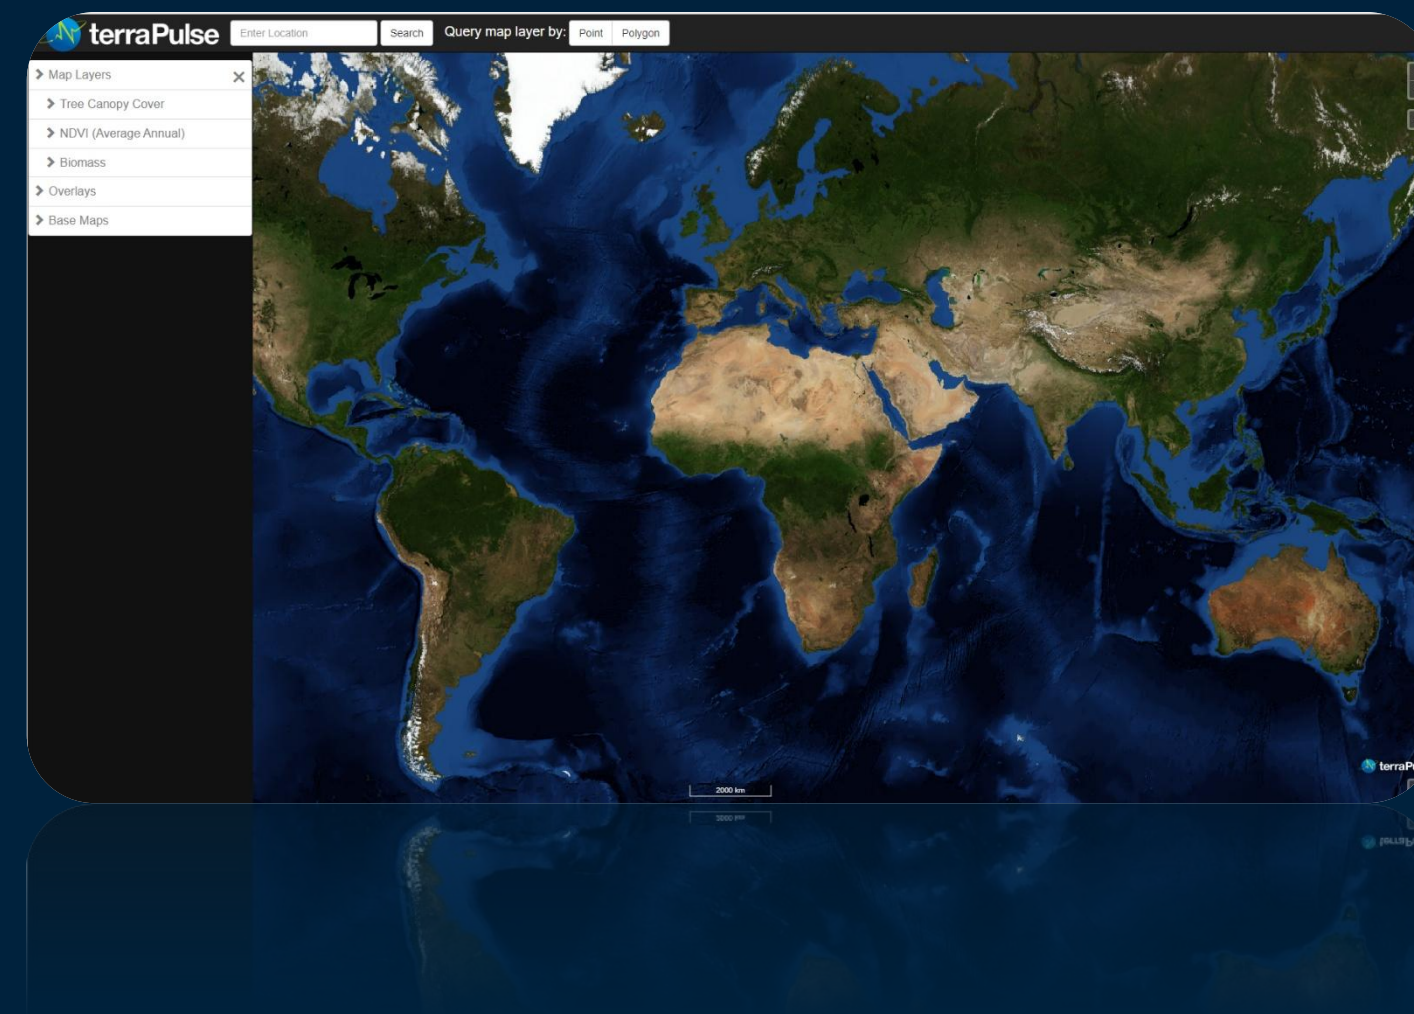 terraPulse Enter Location Search Query map layer by: Point Polygon
Map Layers
Tree Canopy Cover
NDVI (Average Annual)
Biomass
Overlays
Base Maps
2000 km